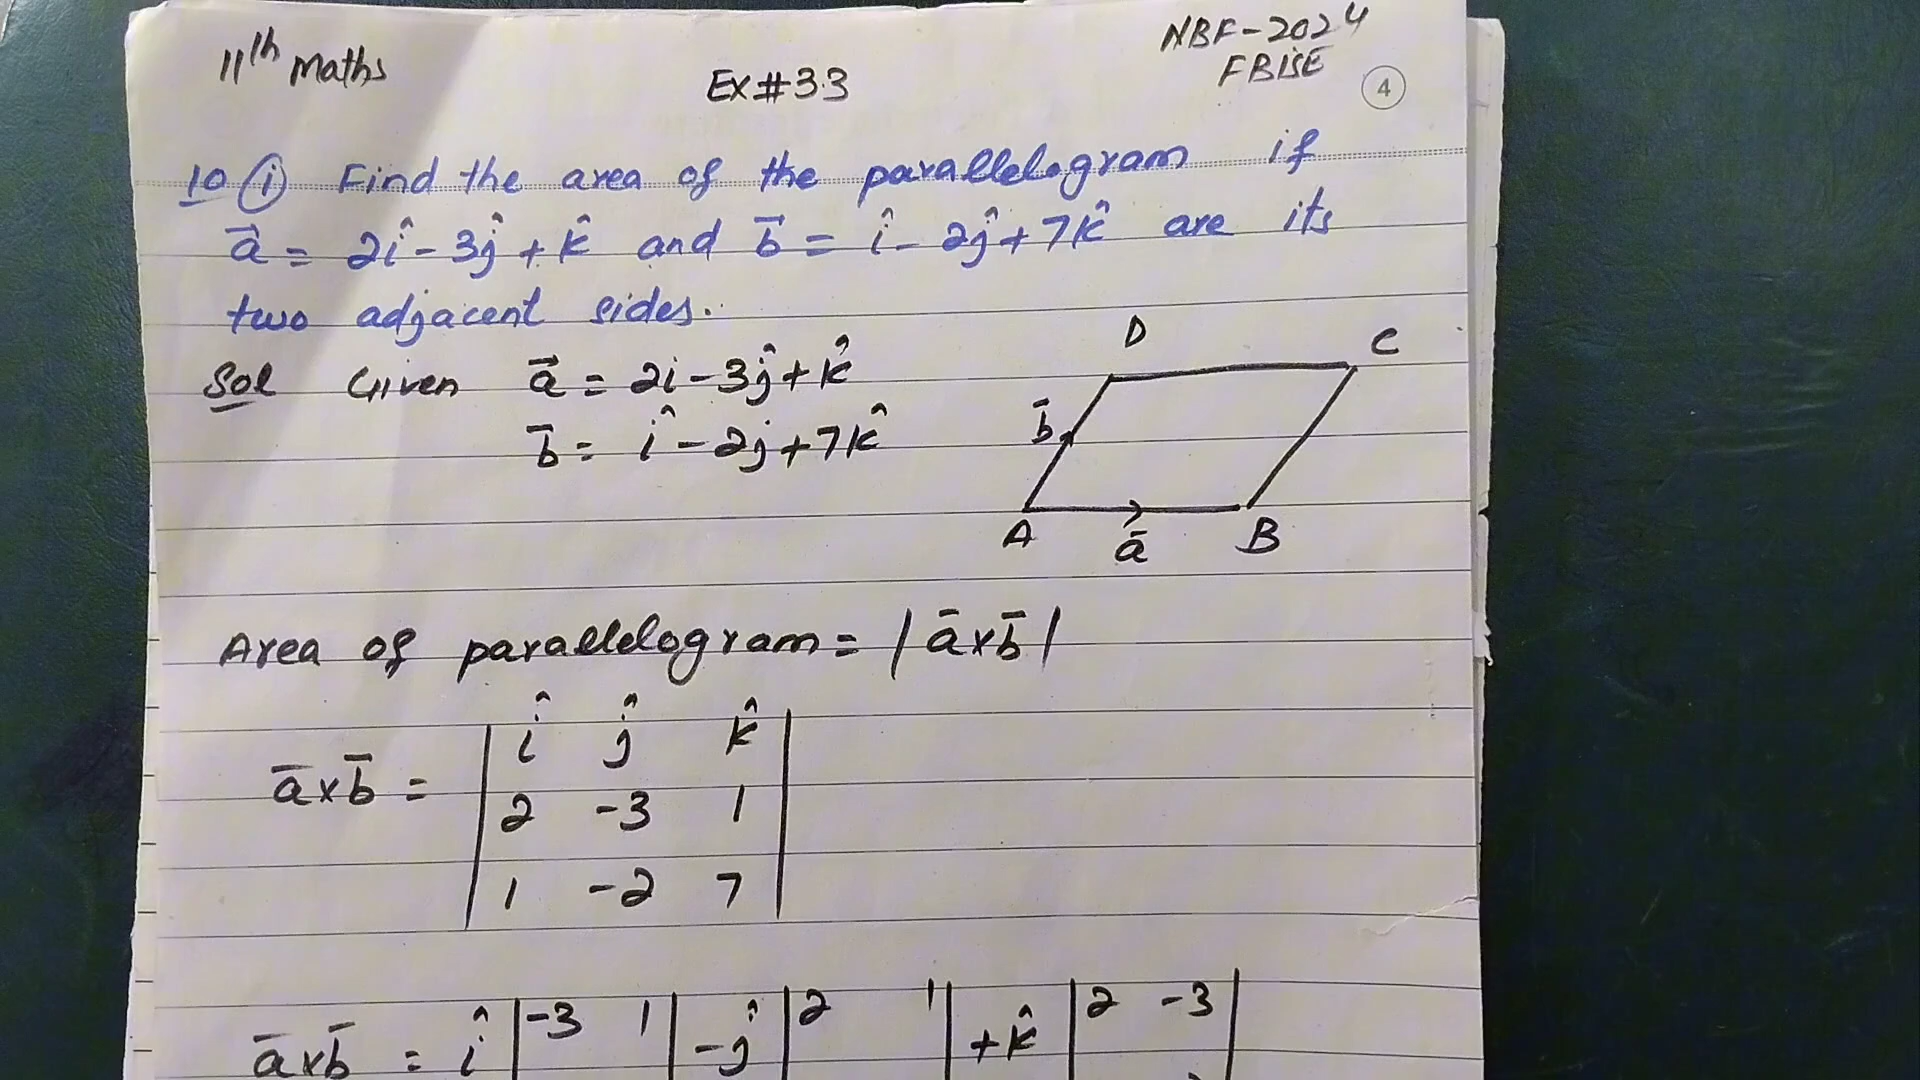 11th Maths
Ex#3.3
NBF-2024
FBISE
4
10 (i) Find the area of the parallelogram if
a⃗ = 2î - 3ĵ + k̂ and b̄ = î - 2ĵ + 7k̂ are its
two adjacent sides.
Sol Given a⃗ = 2i - 3ĵ + k̂
b̄ = î - 2j + 7k̂
D C
b̄
A ā B
Area of parallelogram = |ā×b̄|
ā×b̄ = | î ĵ k̂ |
2 -3 1
1 -2 7
ā×b̄ = î |-3 1| -ĵ |2 1| +k̂ |2 -3|